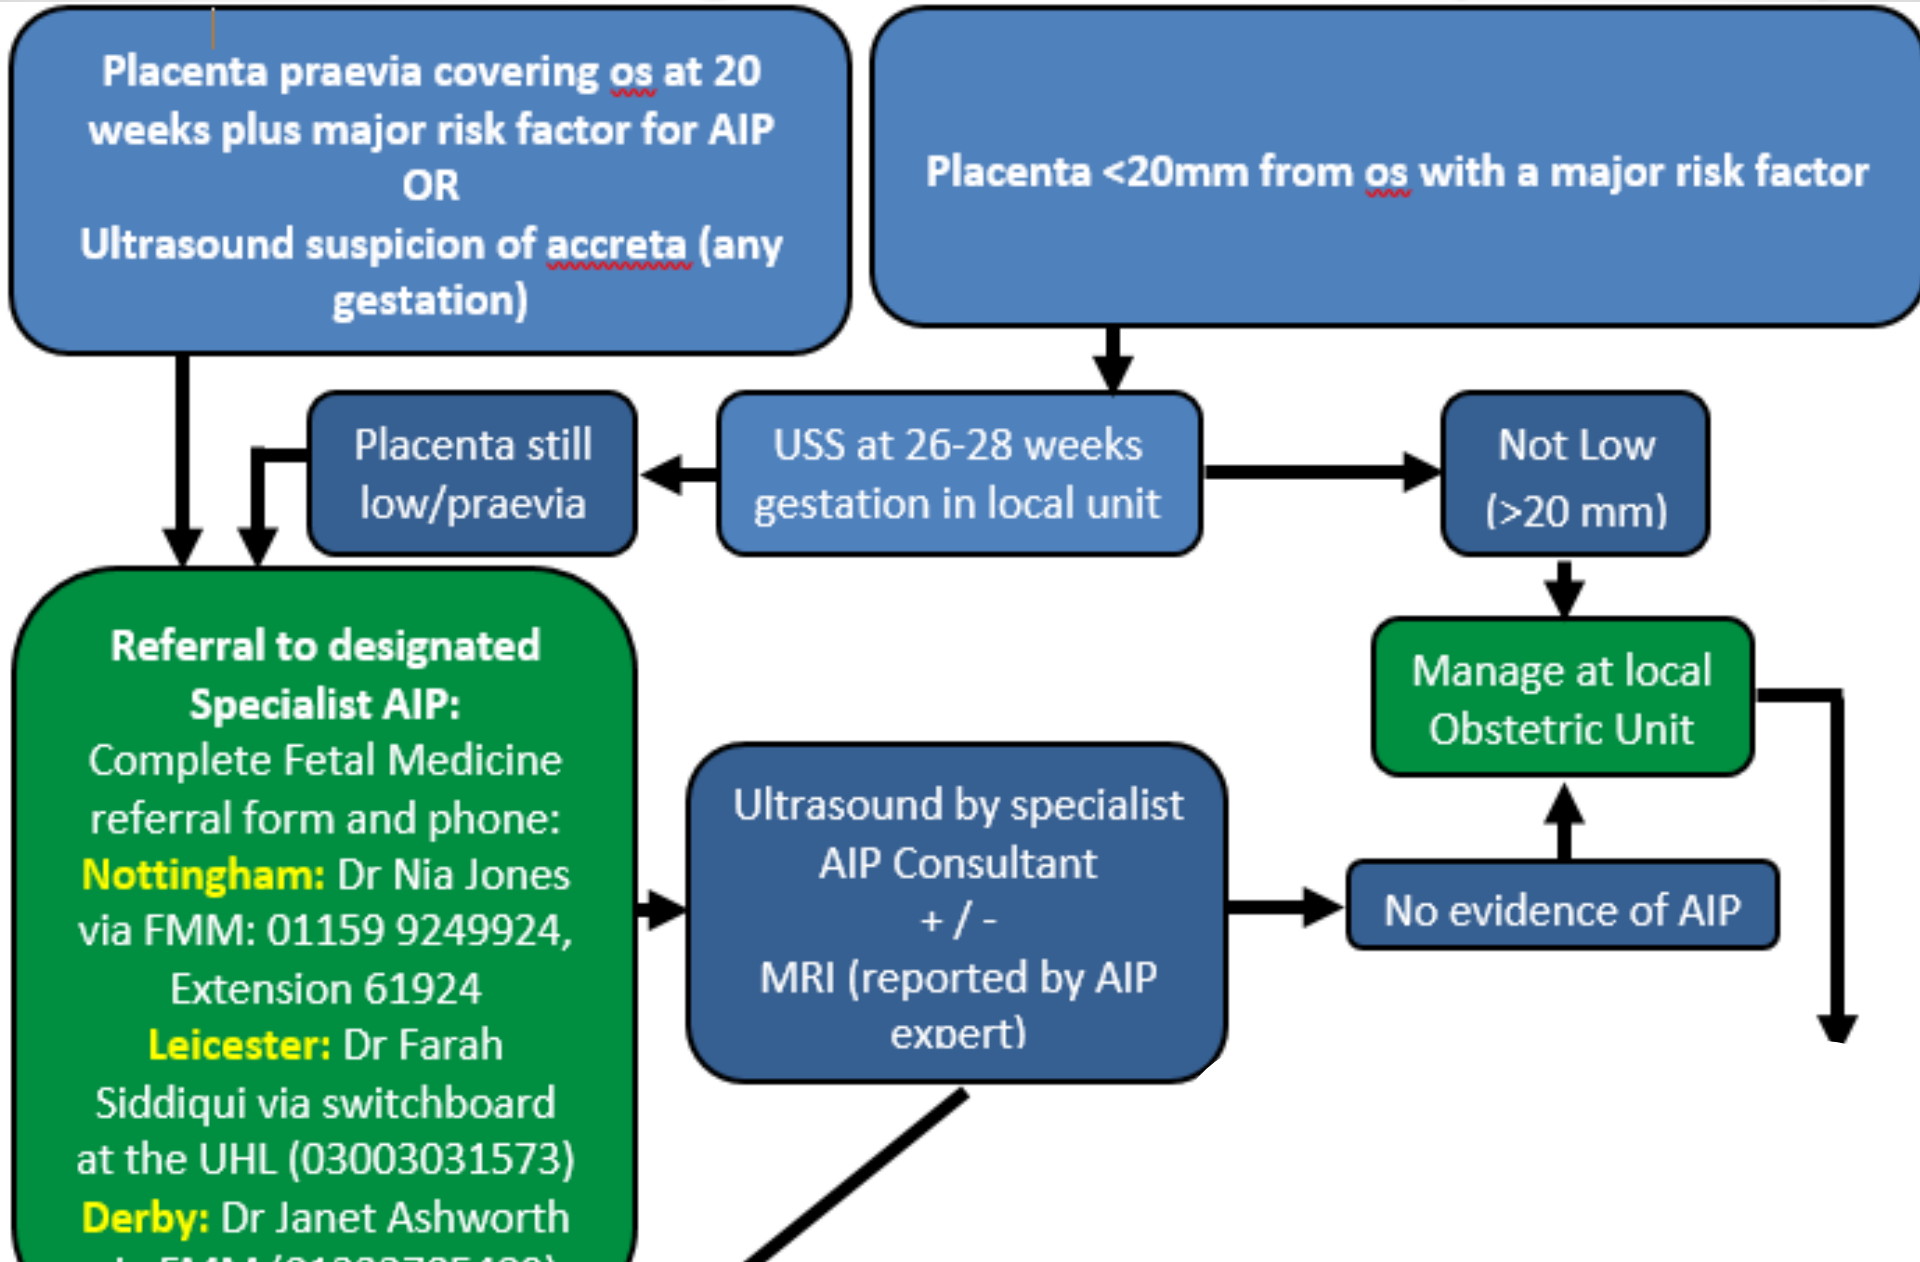 Placenta praevia covering os at 20
weeks plus major risk factor for AIP
OR
Ultrasound suspicion of accreta (any
gestation)
Placenta <20mm from os with a major risk factor
Placenta still
low/praevia
USS at 26-28 weeks
gestation in local unit
Not Low
(>20 mm)
Referral to designated
Specialist AIP:
Complete Fetal Medicine
referral form and phone:
Nottingham: Dr Nia Jones
via FMM: 01159 9249924,
Extension 61924
Leicester: Dr Farah
Siddiqui via switchboard
at the UHL (03003031573)
Derby: Dr Janet Ashworth
Ultrasound by specialist
AIP Consultant
+ / -
MRI (reported by AIP
expert)
Manage at local
Obstetric Unit
No evidence of AIP